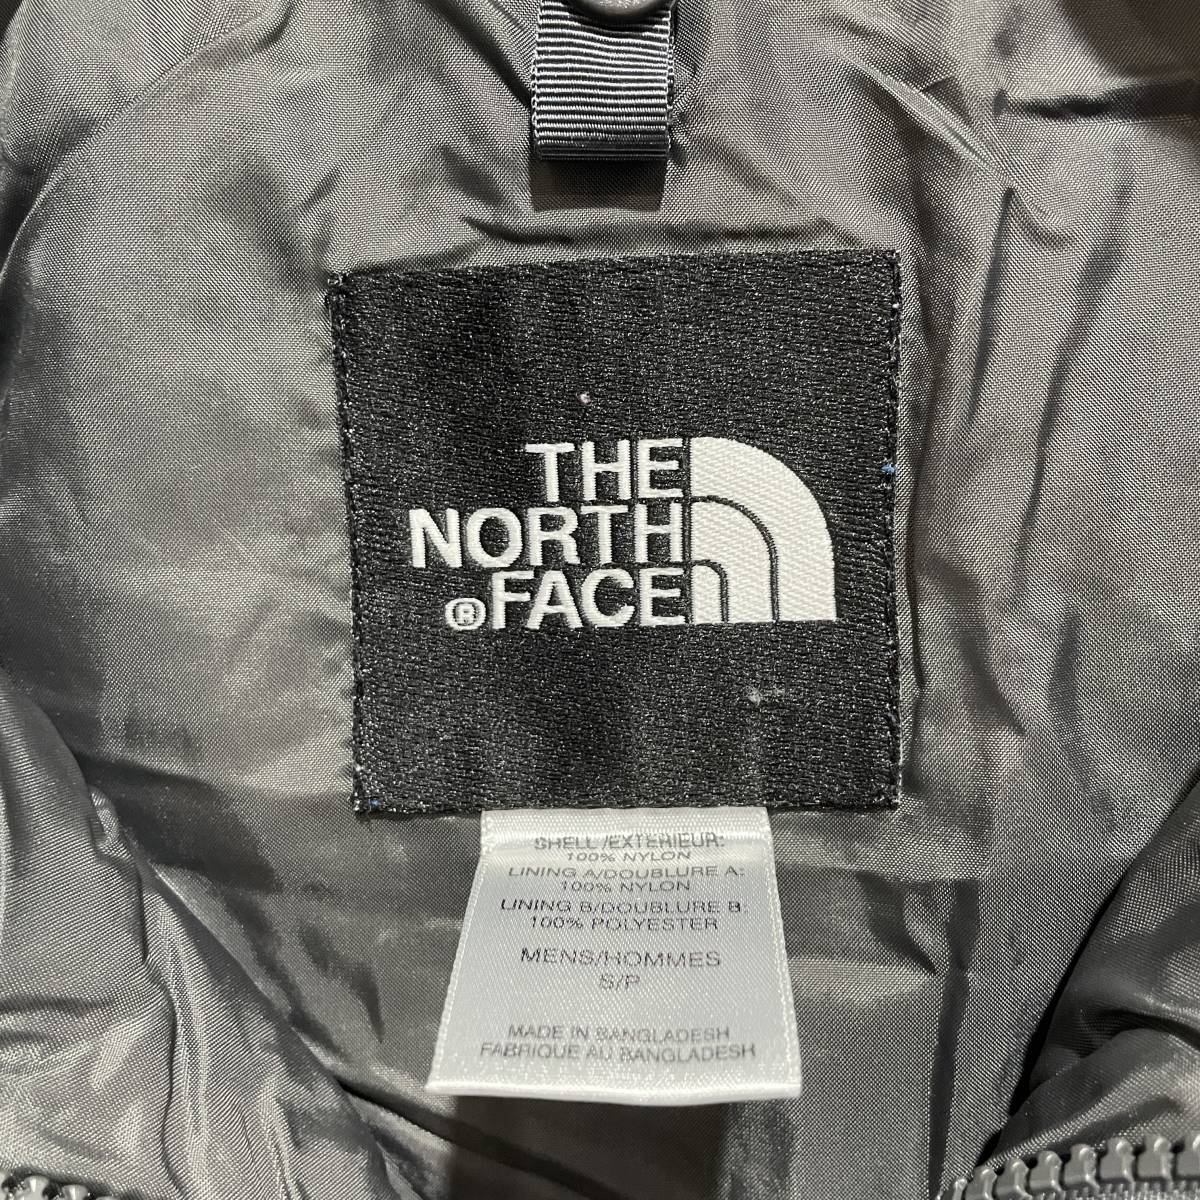 THE
NORTH
®FACE
SHELL/EXTERIEUR:
100% NYLON
LINING A/DOUBLURE A:
100% NYLON
LINING B/DOUBLURE B:
100% POLYESTER
MENS/HOMMES
S/P
MADE IN BANGLADESH
FABRIQUE AU BANGLADESH